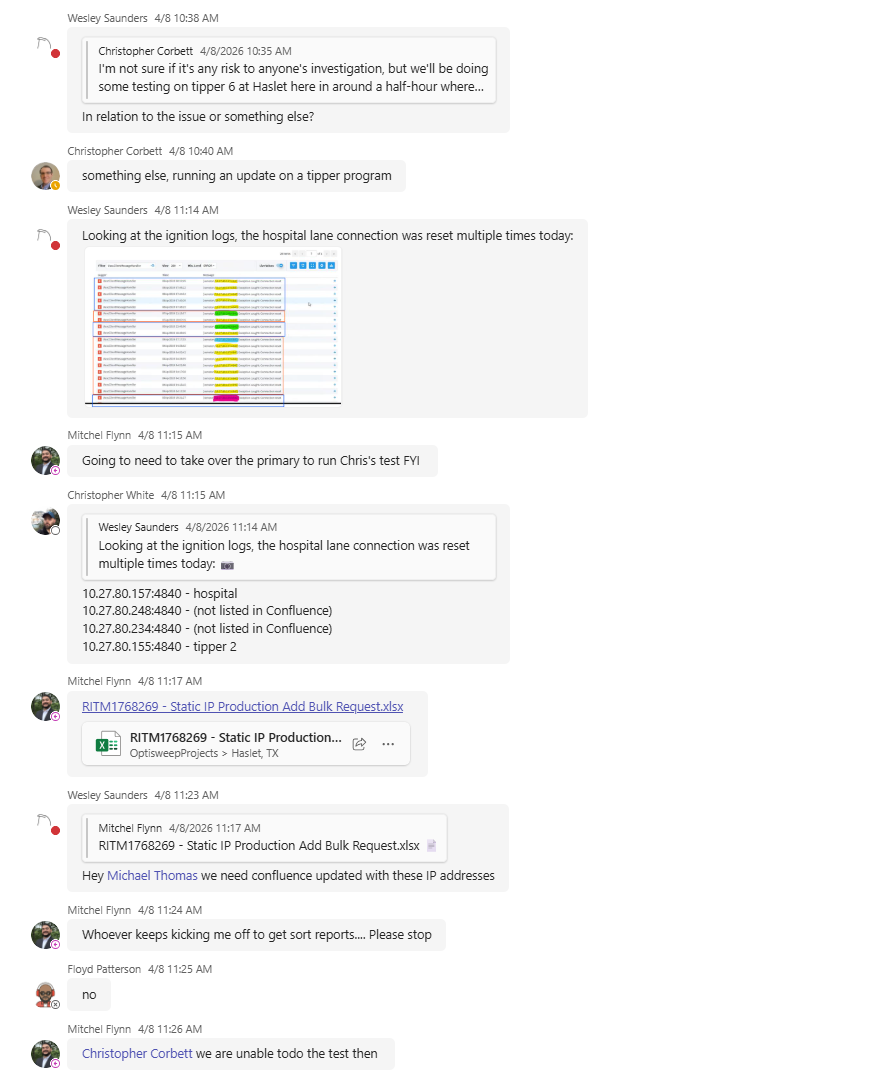 Wesley Saunders 4/8 10:38 AM
Christopher Corbett 4/8/2026 10:35 AM
I'm not sure if it's any risk to anyone's investigation, but we'll be doing
some testing on tipper 6 at Haslet here in around a half-hour where...
In relation to the issue or something else?
Christopher Corbett 4/8 10:40 AM
something else, running an update on a tipper program
Wesley Saunders 4/8 11:14 AM
Looking at the ignition logs, the hospital lane connection was reset multiple times today:
Mitchel Flynn 4/8 11:15 AM
Going to need to take over the primary to run Chris's test FYI
Christopher White 4/8 11:15 AM
Wesley Saunders 4/8/2026 11:14 AM
Looking at the ignition logs, the hospital lane connection was reset
multiple times today:
10.27.80.157:4840 - hospital
10.27.80.248:4840 - (not listed in Confluence)
10.27.80.234:4840 - (not listed in Confluence)
10.27.80.155:4840 - tipper 2
Mitchel Flynn 4/8 11:17 AM
RITM1768269 - Static IP Production Add Bulk Request.xlsx
RITM1768269 - Static IP Production...
OptisweepProjects > Haslet, TX
Wesley Saunders 4/8 11:23 AM
Mitchel Flynn 4/8/2026 11:17 AM
RITM1768269 - Static IP Production Add Bulk Request.xlsx
Hey Michael Thomas we need confluence updated with these IP addresses
Mitchel Flynn 4/8 11:24 AM
Whoever keeps kicking me off to get sort reports.... Please stop
Floyd Patterson 4/8 11:25 AM
no
Mitchel Flynn 4/8 11:26 AM
Christopher Corbett we are unable todo the test then